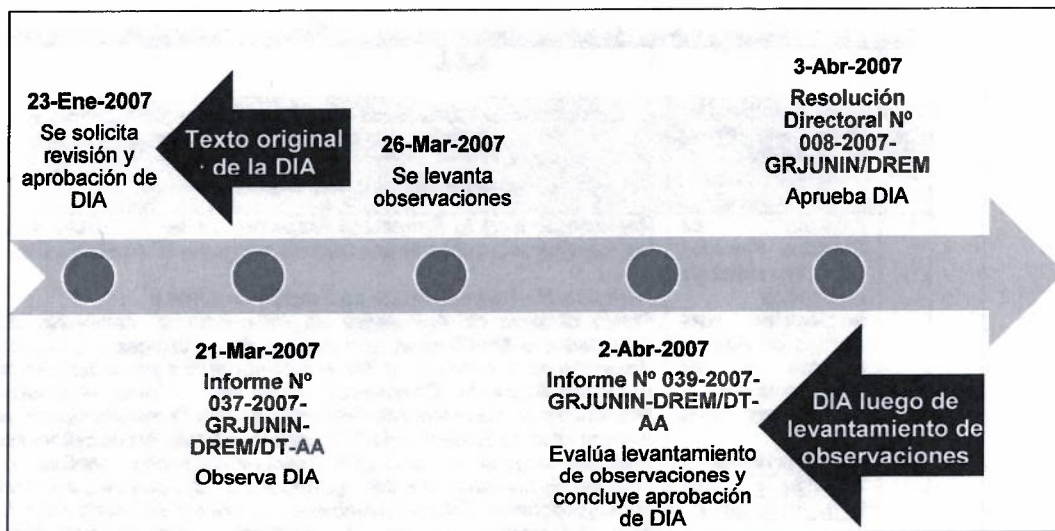 23-Ene-2007
Se solicita
revisión y
aprobación de
DIA
Texto original
de la DIA
26-Mar-2007
Se levanta
observaciones
3-Abr-2007
Resolución
Directoral Nº
008-2007-
GRJUNIN/DREM
Aprueba DIA
21-Mar-2007
Informe Nº
037-2007-
GRJUNIN-
DREM/DT-AA
Observa DIA
2-Abr-2007
Informe Nº 039-2007-
GRJUNIN-DREM/DT-
AA
Evalúa levantamiento
de observaciones y
concluye aprobación
de DIA
DIA luego de
levantamiento de
observaciones